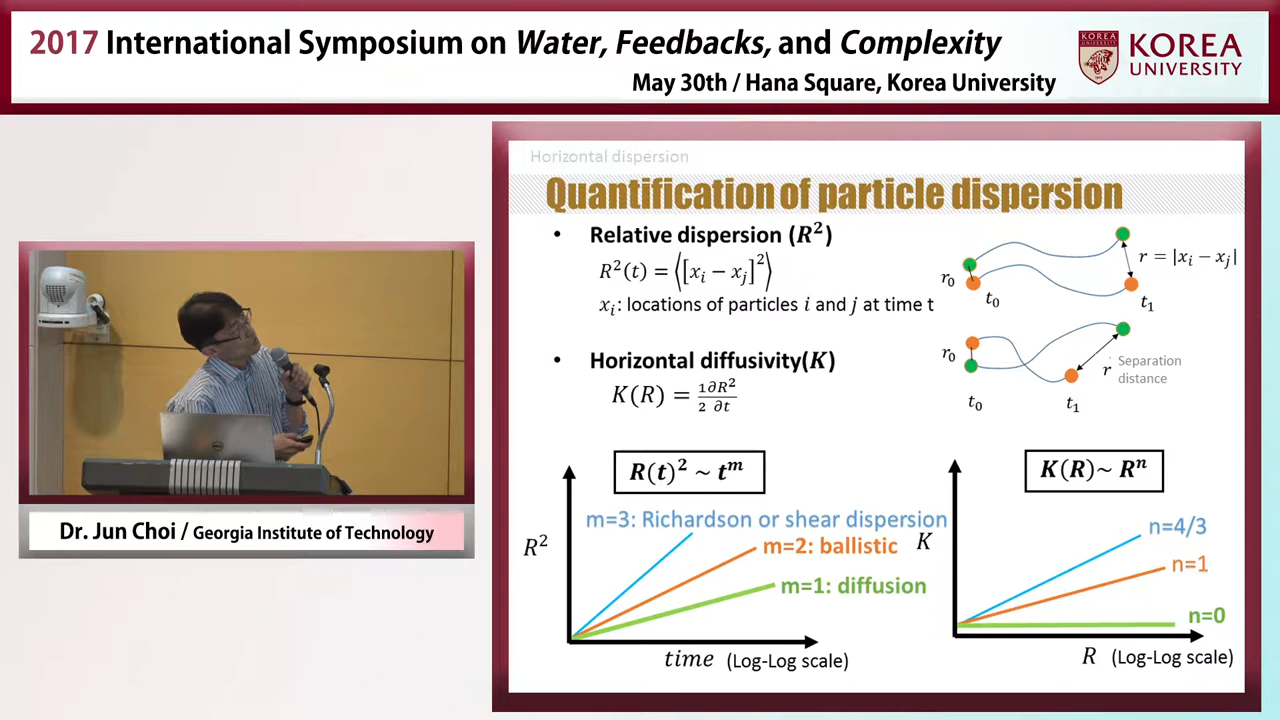 2017 International Symposium on Water, Feedbacks, and Complexity
May 30th / Hana Square, Korea University
KOREA
UNIVERSITY
Horizontal dispersion
Quantification of particle dispersion
• Relative dispersion (R²)
R²(t) = ⟨[xᵢ − xⱼ]²⟩
xᵢ: locations of particles i and j at time t
r₀
t₀
r = |xᵢ − xⱼ|
t₁
• Horizontal diffusivity(K)
K(R) = 1/2 ∂R²/∂t
r₀
t₀
t₁
r
Separation
distance
R(t)² ~ tᵐ
R²
m=3: Richardson or shear dispersion
m=2: ballistic
m=1: diffusion
time (Log-Log scale)
K(R)~ Rⁿ
K
n=4/3
n=1
n=0
R (Log-Log scale)
Dr. Jun Choi / Georgia Institute of Technology